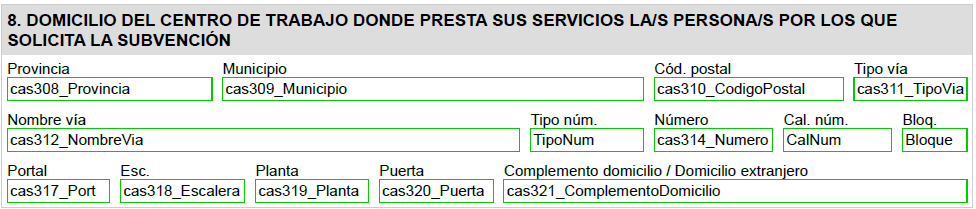 8. DOMICILIO DEL CENTRO DE TRABAJO DONDE PRESTA SUS SERVICIOS LA/S PERSONA/S POR LOS QUE
SOLICITA LA SUBVENCIÓN
Provincia Municipio Cód. postal Tipo vía
cas308_Provincia cas309_Municipio cas310_CodigoPostal cas311_TipoVia
Nombre vía Tipo núm. Número Cal. núm. Bloq.
cas312_NombreVia TipoNum cas314_Numero CalNum Bloque
Portal Esc. Planta Puerta Complemento domicilio / Domicilio extranjero
cas317_Port cas318_Escalera cas319_Planta cas320_Puerta cas321_ComplementoDomicilio